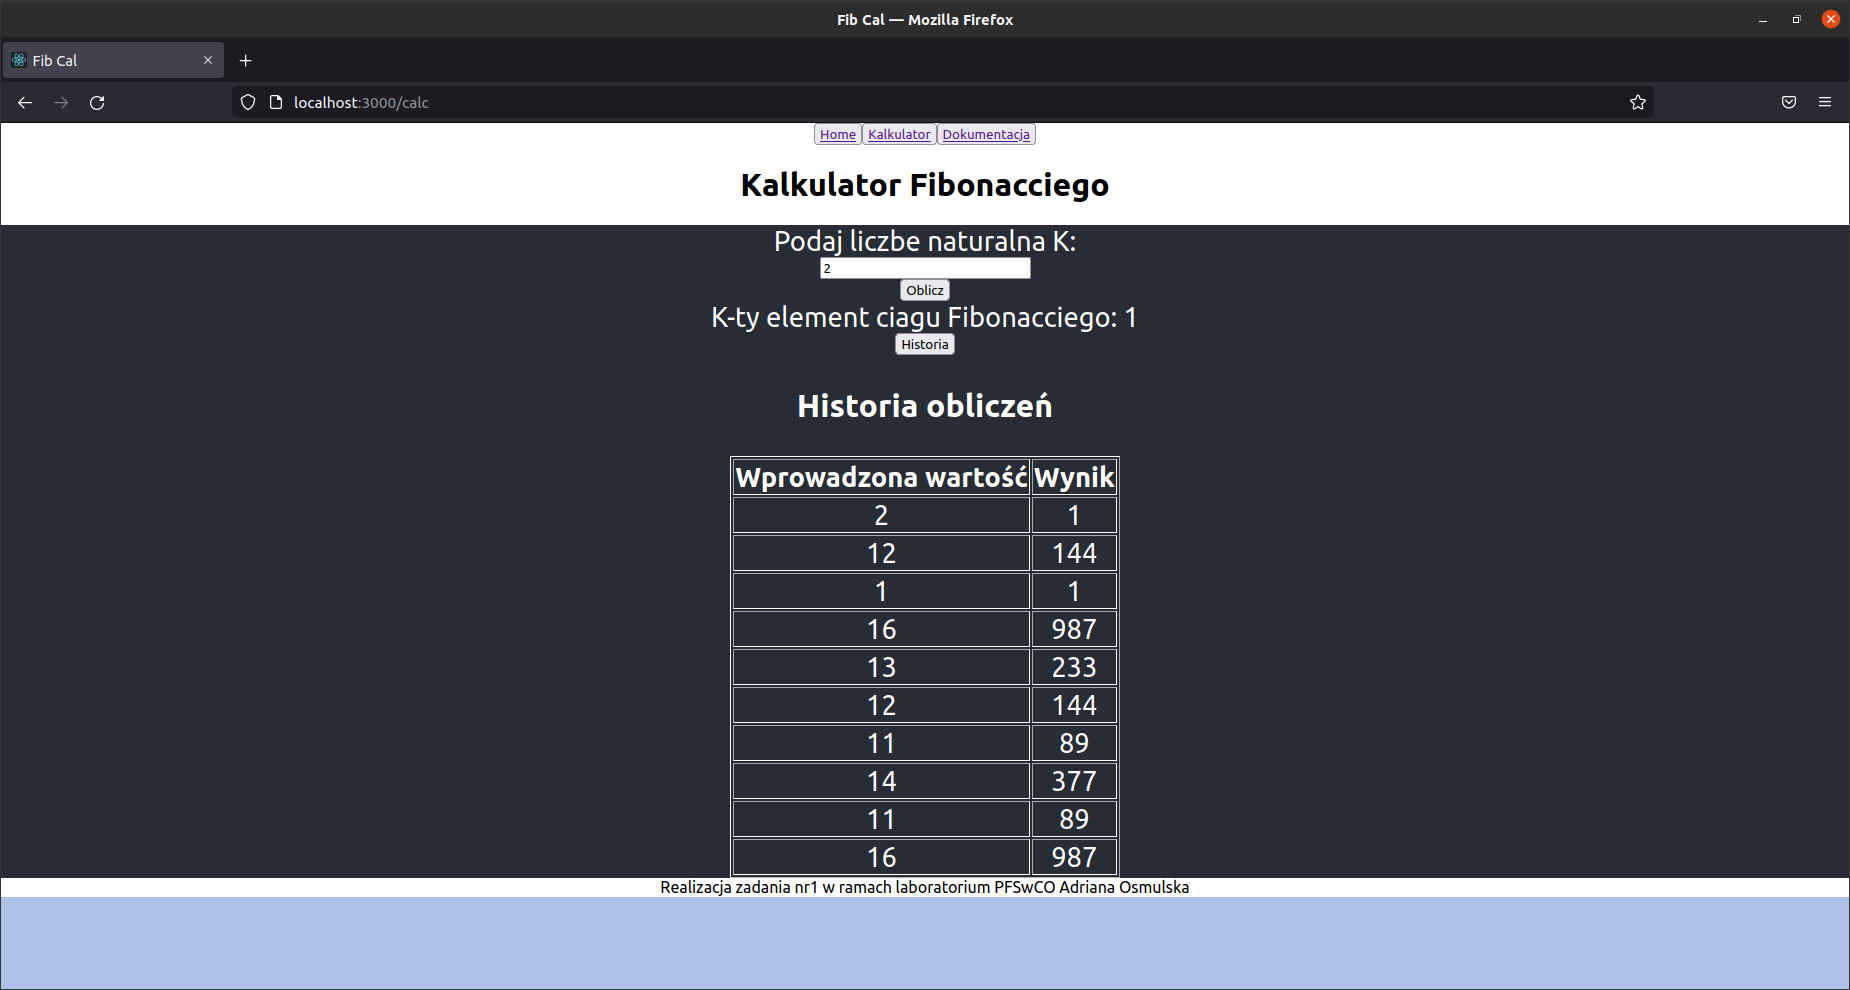 Fib Cal — Mozilla Firefox
Fib Cal
localhost:3000/calc
Home Kalkulator Dokumentacja
Kalkulator Fibonacciego
Podaj liczbe naturalna K:
2
Oblicz
K-ty element ciagu Fibonacciego: 1
Historia
Historia obliczeń
Wprowadzona wartość Wynik
2 1
12 144
1 1
16 987
13 233
12 144
11 89
14 377
11 89
16 987
Realizacja zadania nr1 w ramach laboratorium PFSwCO Adriana Osmulska